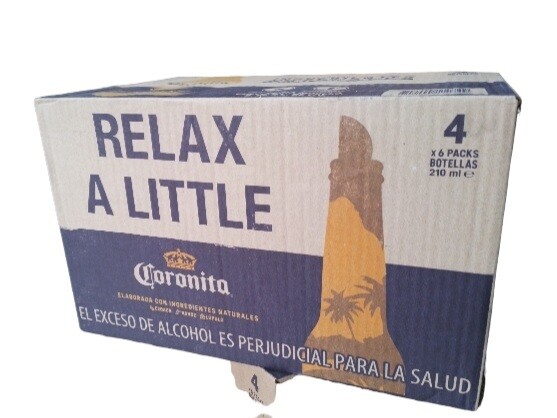 RELAX
A LITTLE
4
x 6 PACKS
BOTELLAS
210 ml e
Coronita
ELABORADA CON INGREDIENTES NATURALES
EL EXCESO DE ALCOHOL ES PERJUDICIAL PARA LA SALUD
4